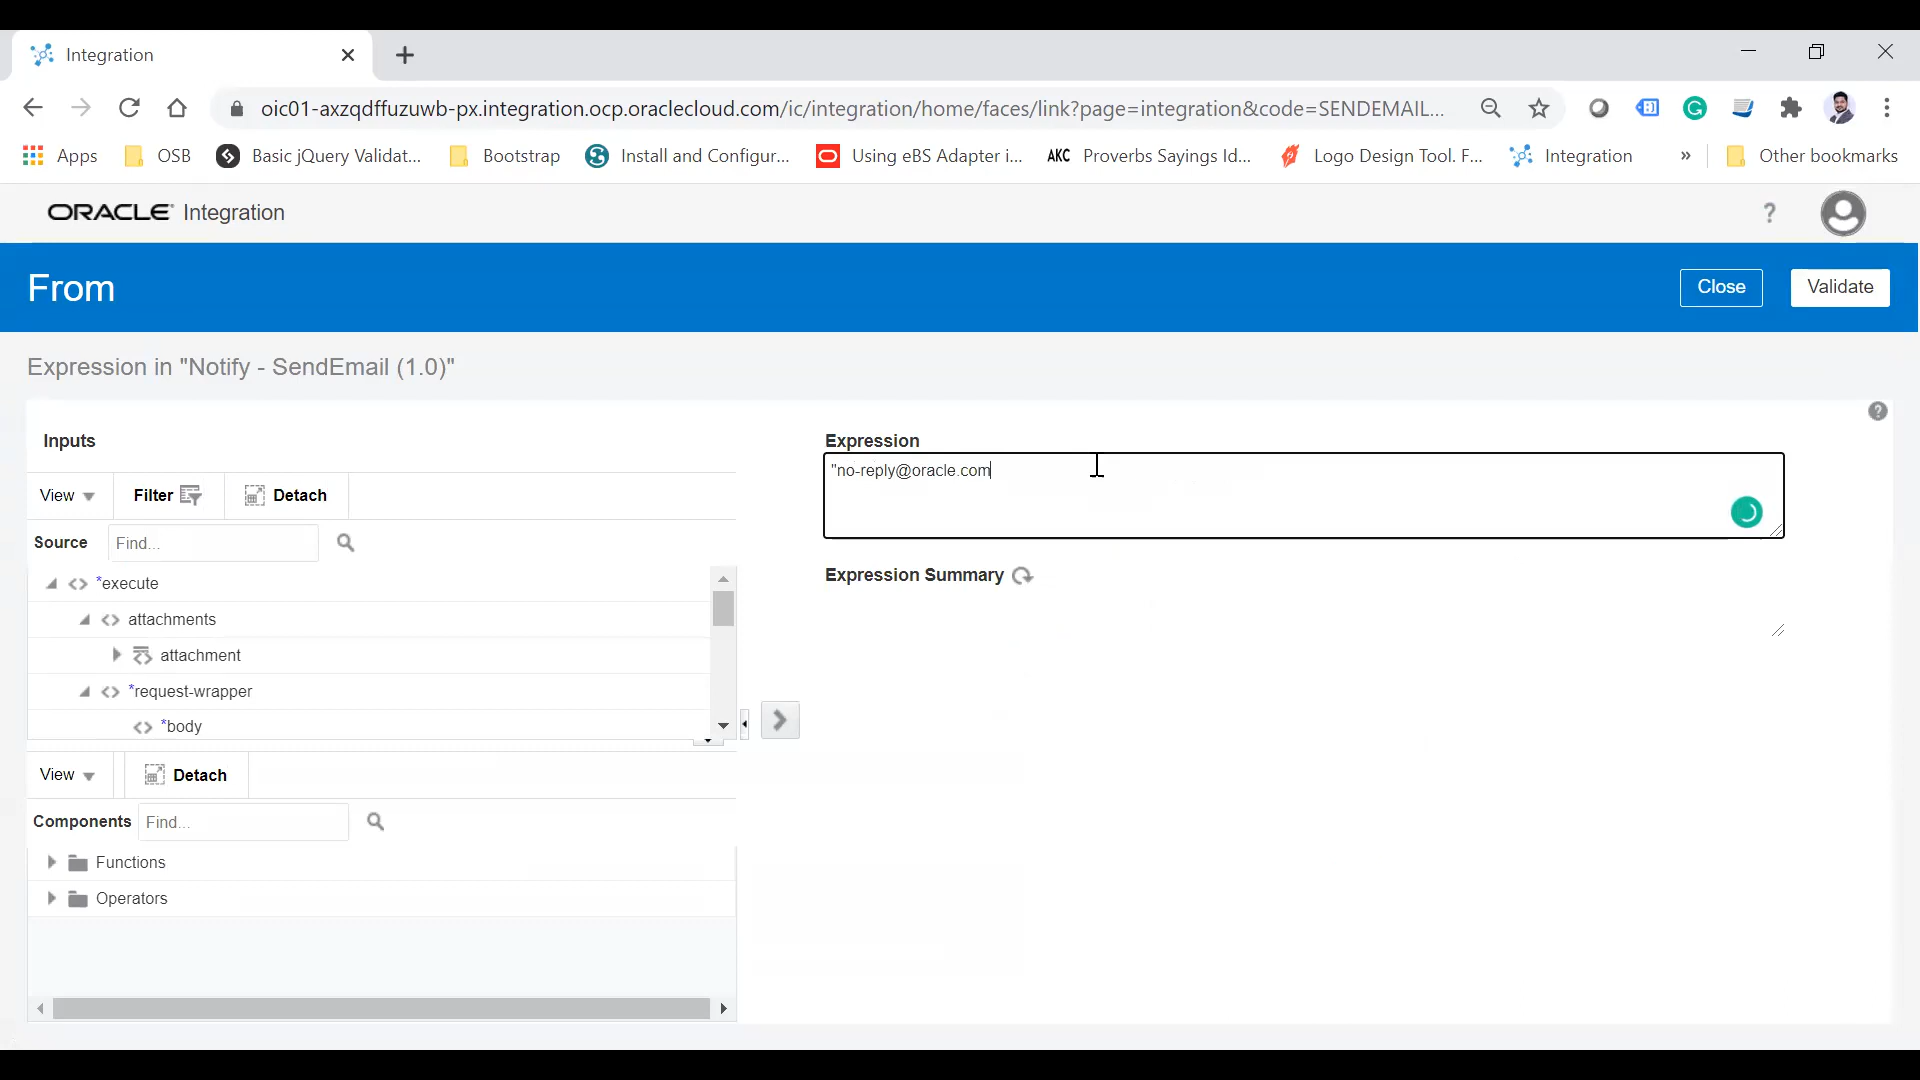 Integration
oic01-axzqdffuzuwb-px.integration.ocp.oraclecloud.com/ic/integration/home/faces/link?page=integration&code=SENDEMAIL...
Apps
OSB
Basic jQuery Validat...
Bootstrap
Install and Configur...
Using eBS Adapter i...
AKC Proverbs Sayings Id...
Logo Design Tool. F...
Integration
»
Other bookmarks
ORACLE Integration
?
From
Close
Validate
Expression in "Notify - SendEmail (1.0)"
Inputs
View
Filter
Detach
Source
Find...
*execute
attachments
attachment
*request-wrapper
*body
View
Detach
Components
Find...
Functions
Operators
Expression
"no-reply@oracle.com
Expression Summary